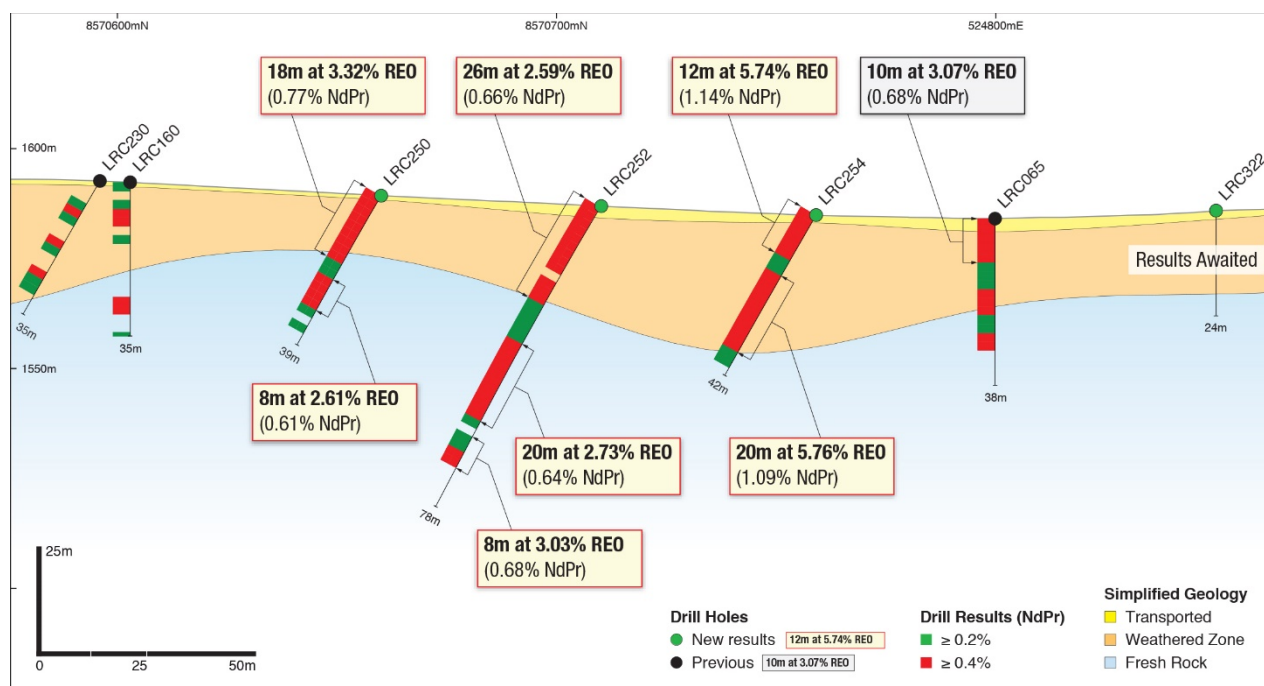 8570600mN
8570700mN
524800mE
18m at 3.32% REO
(0.77% NdPr)
26m at 2.59% REO
(0.66% NdPr)
12m at 5.74% REO
(1.14% NdPr)
10m at 3.07% REO
(0.68% NdPr)
1600m
LRC230
LRC160
LRC250
LRC252
LRC254
LRC065
LRC322
Results Awaited
35m
35m
39m
42m
38m
24m
1550m
8m at 2.61% REO
(0.61% NdPr)
20m at 2.73% REO
(0.64% NdPr)
20m at 5.76% REO
(1.09% NdPr)
78m
8m at 3.03% REO
(0.68% NdPr)
25m
0
25
50m
Drill Holes
New results 12m at 5.74% REO
Previous 10m at 3.07% REO
Drill Results (NdPr)
≥ 0.2%
≥ 0.4%
Simplified Geology
Transported
Weathered Zone
Fresh Rock